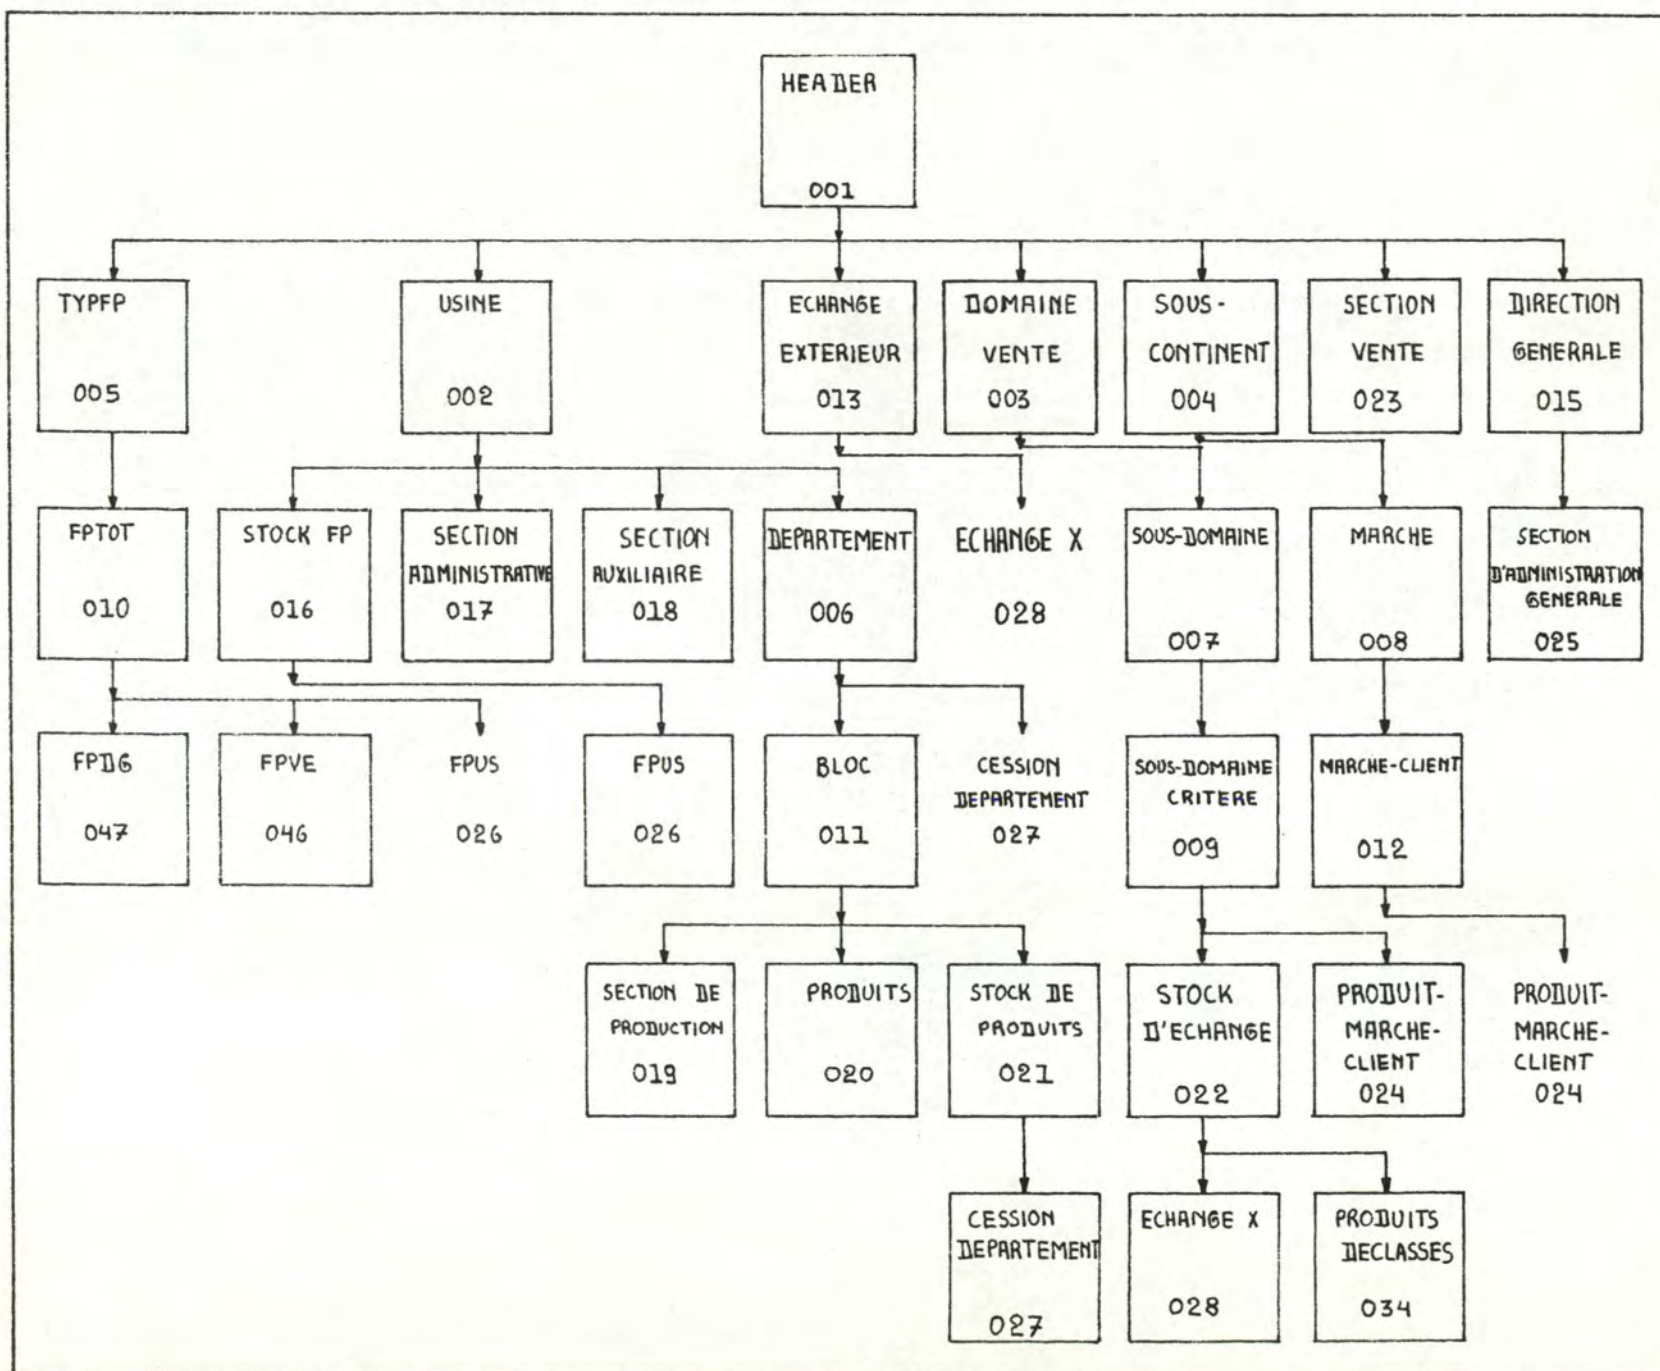 HEADER
001
TYPFP
005
USINE
002
ECHANGE
EXTERIEUR
013
DOMAINE
VENTE
003
SOUS-
CONTINENT
004
SECTION
VENTE
023
DIRECTION
GENERALE
015
FPTOT
010
STOCK FP
016
SECTION
ADMINISTRATIVE
017
SECTION
AUXILIAIRE
018
DEPARTEMENT
006
ECHANGE X
028
SOUS-DOMAINE
007
MARCHE
008
SECTION
D'ADMINISTRATION
GENERALE
025
FPDG
047
FPVE
046
FPUS
026
FPUS
026
BLOC
011
CESSION
DEPARTEMENT
027
SOUS-DOMAINE
CRITERE
009
MARCHE-CLIENT
012
SECTION DE
PRODUCTION
019
PRODUITS
020
STOCK DE
PRODUITS
021
STOCK
D'ECHANGE
022
PRODUIT-
MARCHE-
CLIENT
024
PRODUIT-
MARCHE-
CLIENT
024
CESSION
DEPARTEMENT
027
ECHANGE X
028
PRODUITS
DECLASSES
034